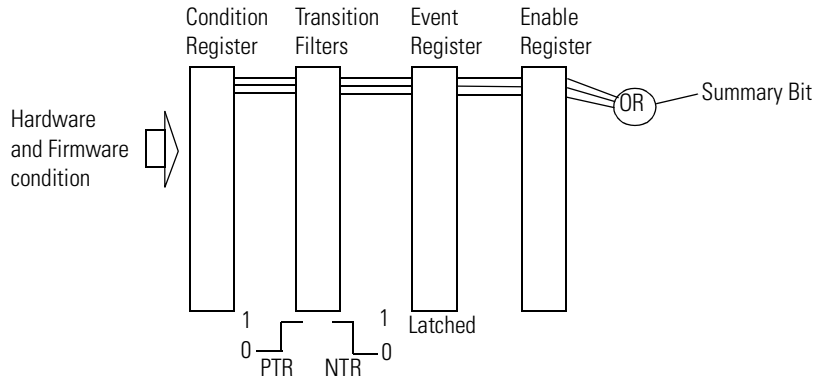 Condition
Register
Transition
Filters
Event
Register
Enable
Register
OR
Summary Bit
Hardware
and Firmware
condition
1
0
PTR
NTR
1
0
Latched